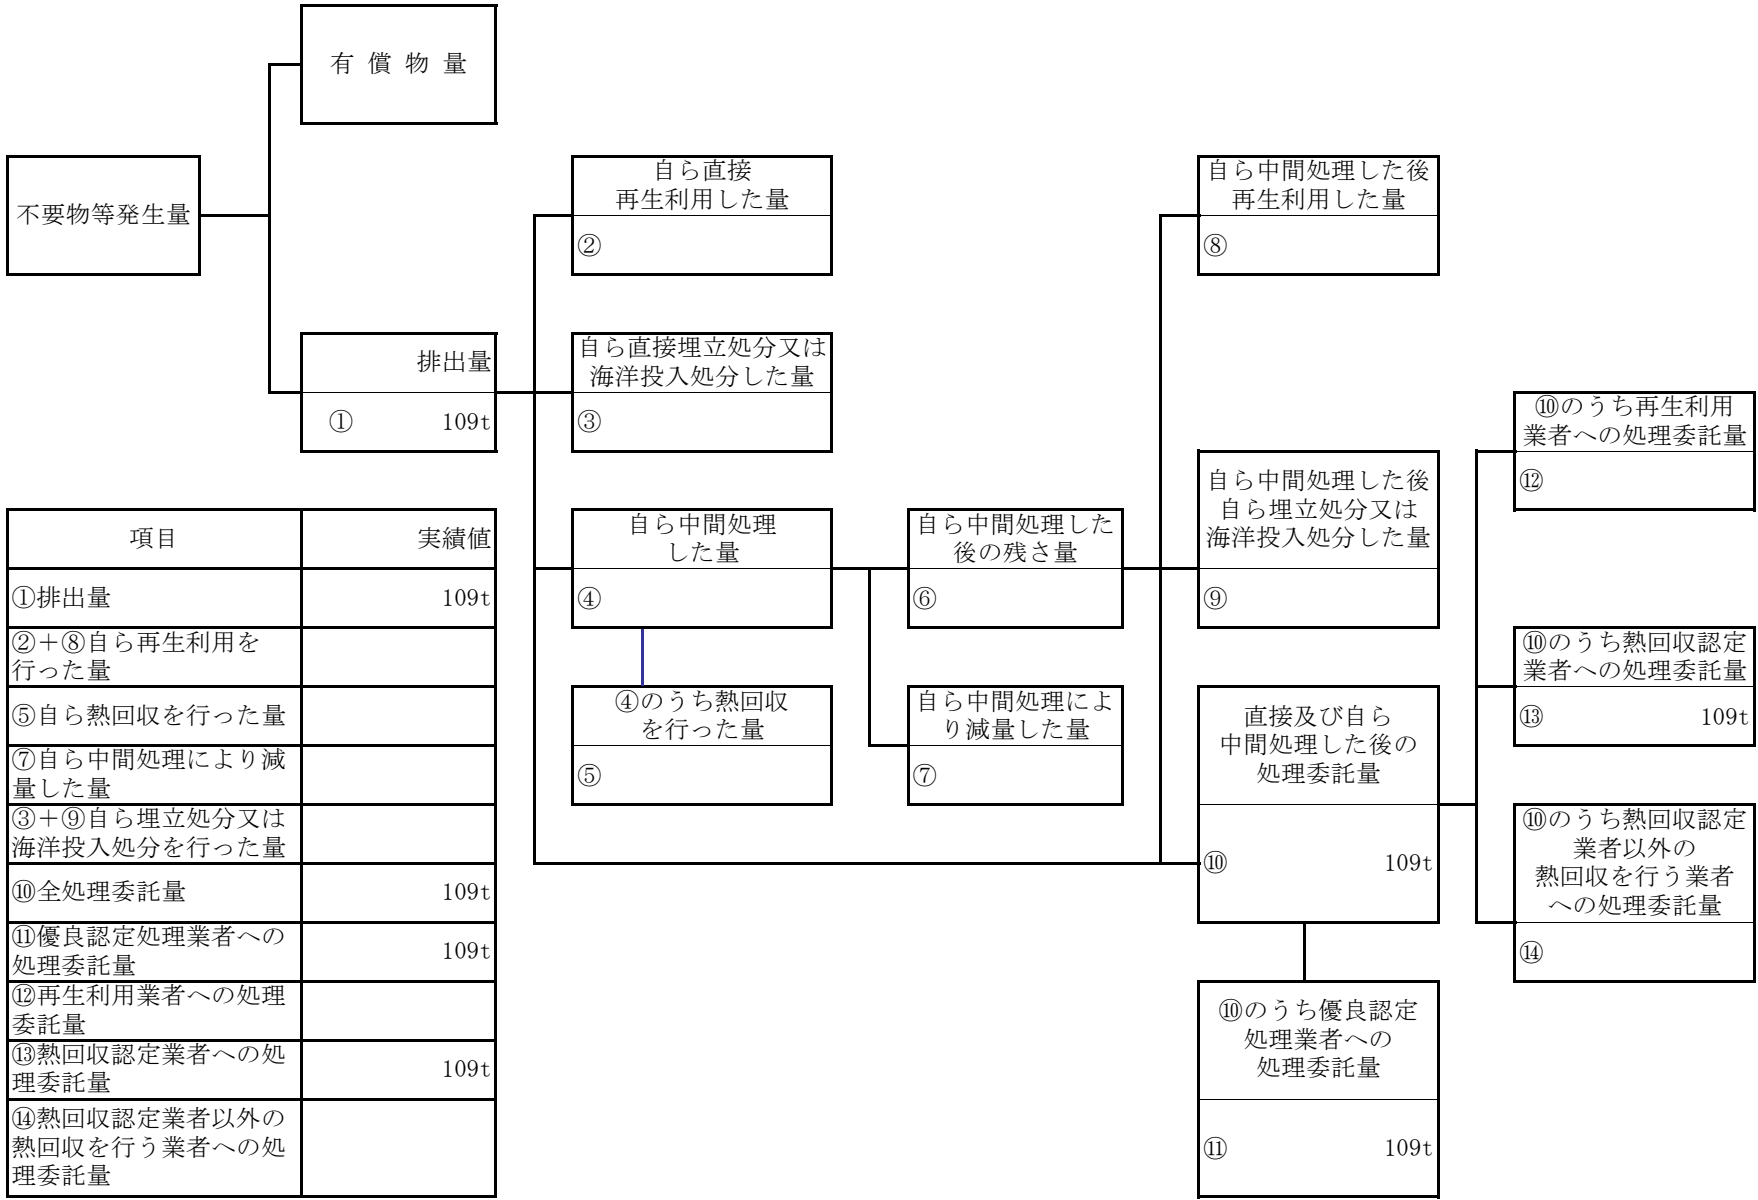 有償物量
不要物等発生量
排出量
① 109t
自ら直接
再生利用した量
②
自ら直接埋立処分又は
海洋投入処分した量
③
自ら中間処理
した量
④
④のうち熱回収
を行った量
⑤
自ら中間処理した
後の残さ量
⑥
自ら中間処理によ
り減量した量
⑦
自ら中間処理した後
再生利用した量
⑧
自ら中間処理した後
自ら埋立処分又は
海洋投入処分した量
⑨
直接及び自ら
中間処理した後の
処理委託量
⑩ 109t
⑩のうち優良認定
処理業者への
処理委託量
⑪ 109t
⑩のうち再生利用
業者への処理委託量
⑫
⑩のうち熱回収認定
業者への処理委託量
⑬ 109t
⑩のうち熱回収認定
業者以外の
熱回収を行う業者
への処理委託量
⑭
項目 実績値
①排出量 109t
②＋⑧自ら再生利用を
行った量
⑤自ら熱回収を行った量
⑦自ら中間処理により減
量した量
③＋⑨自ら埋立処分又は
海洋投入処分を行った量
⑩全処理委託量 109t
⑪優良認定処理業者への
処理委託量 109t
⑫再生利用業者への処理
委託量
⑬熱回収認定業者への処
理委託量 109t
⑭熱回収認定業者以外の
熱回収を行う業者への処
理委託量